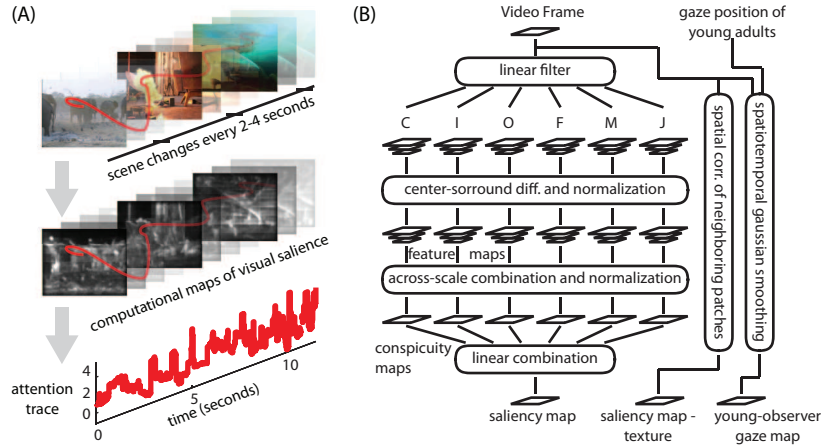 (A)
scene changes every 2-4 seconds
computational maps of visual salience
4
2
0
attention
trace
0
5
10
time (seconds)
(B)
Video Frame
gaze position of
young adults
linear filter
C I O F M J
center-sorround diff. and normalization
feature maps
across-scale combination and normalization
conspicuity
maps
linear combination
saliency map
spatial corr. of
neighboring patches
spatiotemporal
gaussian smoothing
saliency map -
texture
young-observer
gaze map